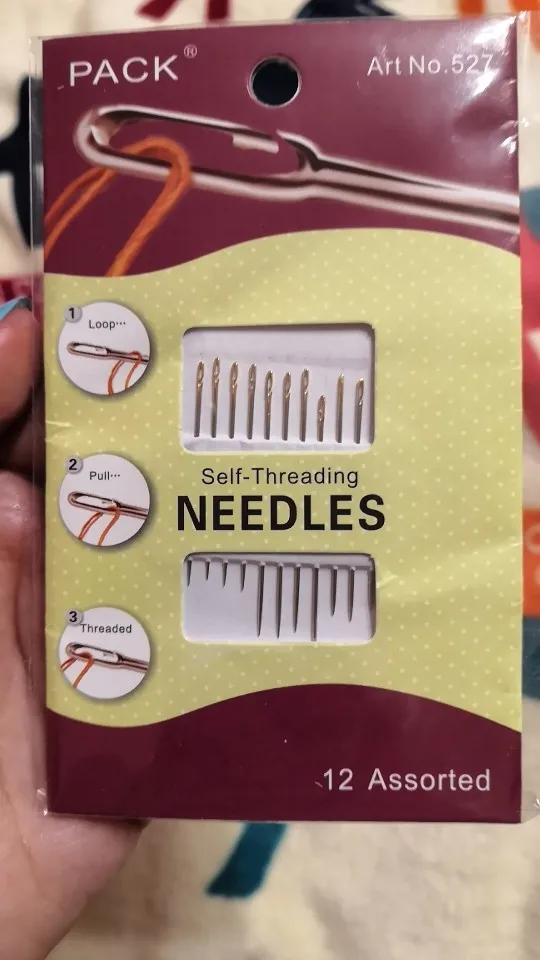 PACK®
Art No.527
1
Loop···
2
Pull···
3
Threaded
Self-Threading
NEEDLES
12 Assorted